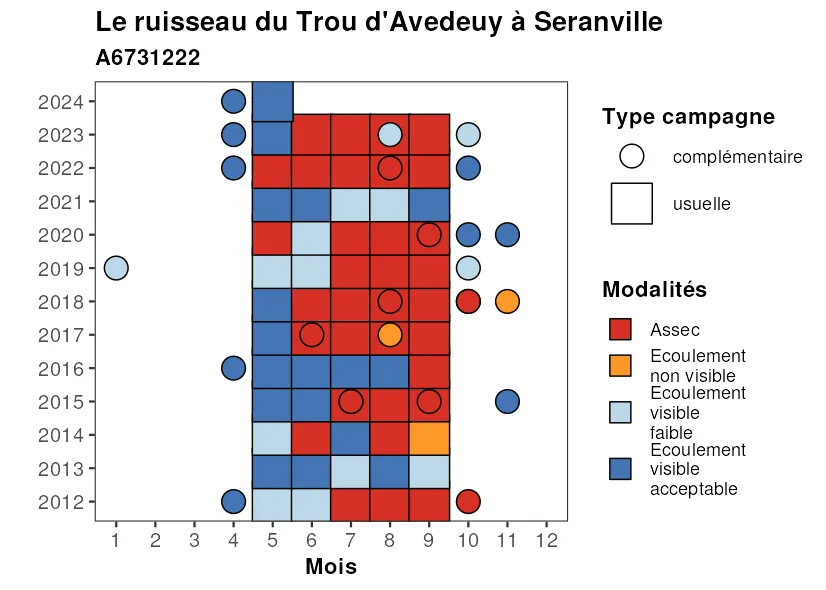 Le ruisseau du Trou d'Avedeuy à Seranville
A6731222
2024
2023
2022
2021
2020
2019
2018
2017
2016
2015
2014
2013
2012
1 2 3 4 5 6 7 8 9 10 11 12
Mois
Type campagne
complémentaire
usuelle
Modalités
Assec
Ecoulement
non visible
Ecoulement
visible
faible
Ecoulement
visible
acceptable